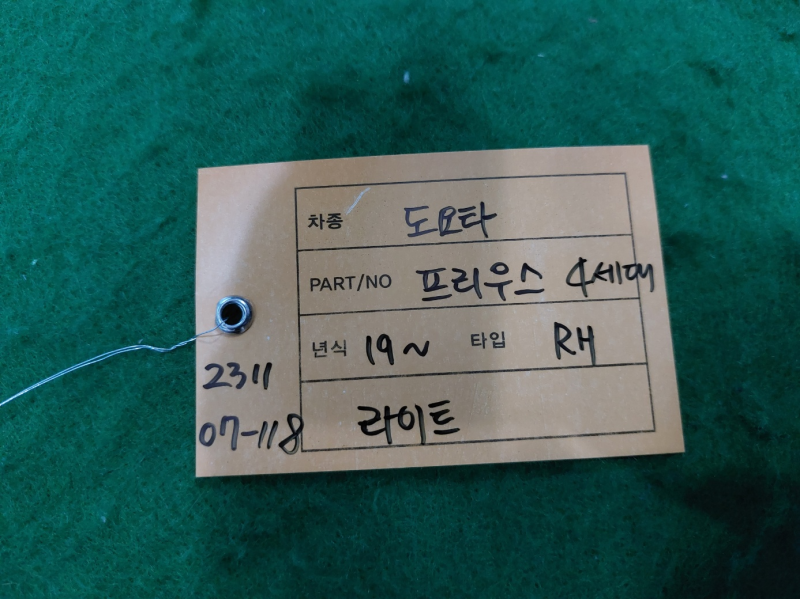 차종 도요타
PART/NO 프리우스 4세대
년식 19~ 타입 RH
라이트
2311
07-118